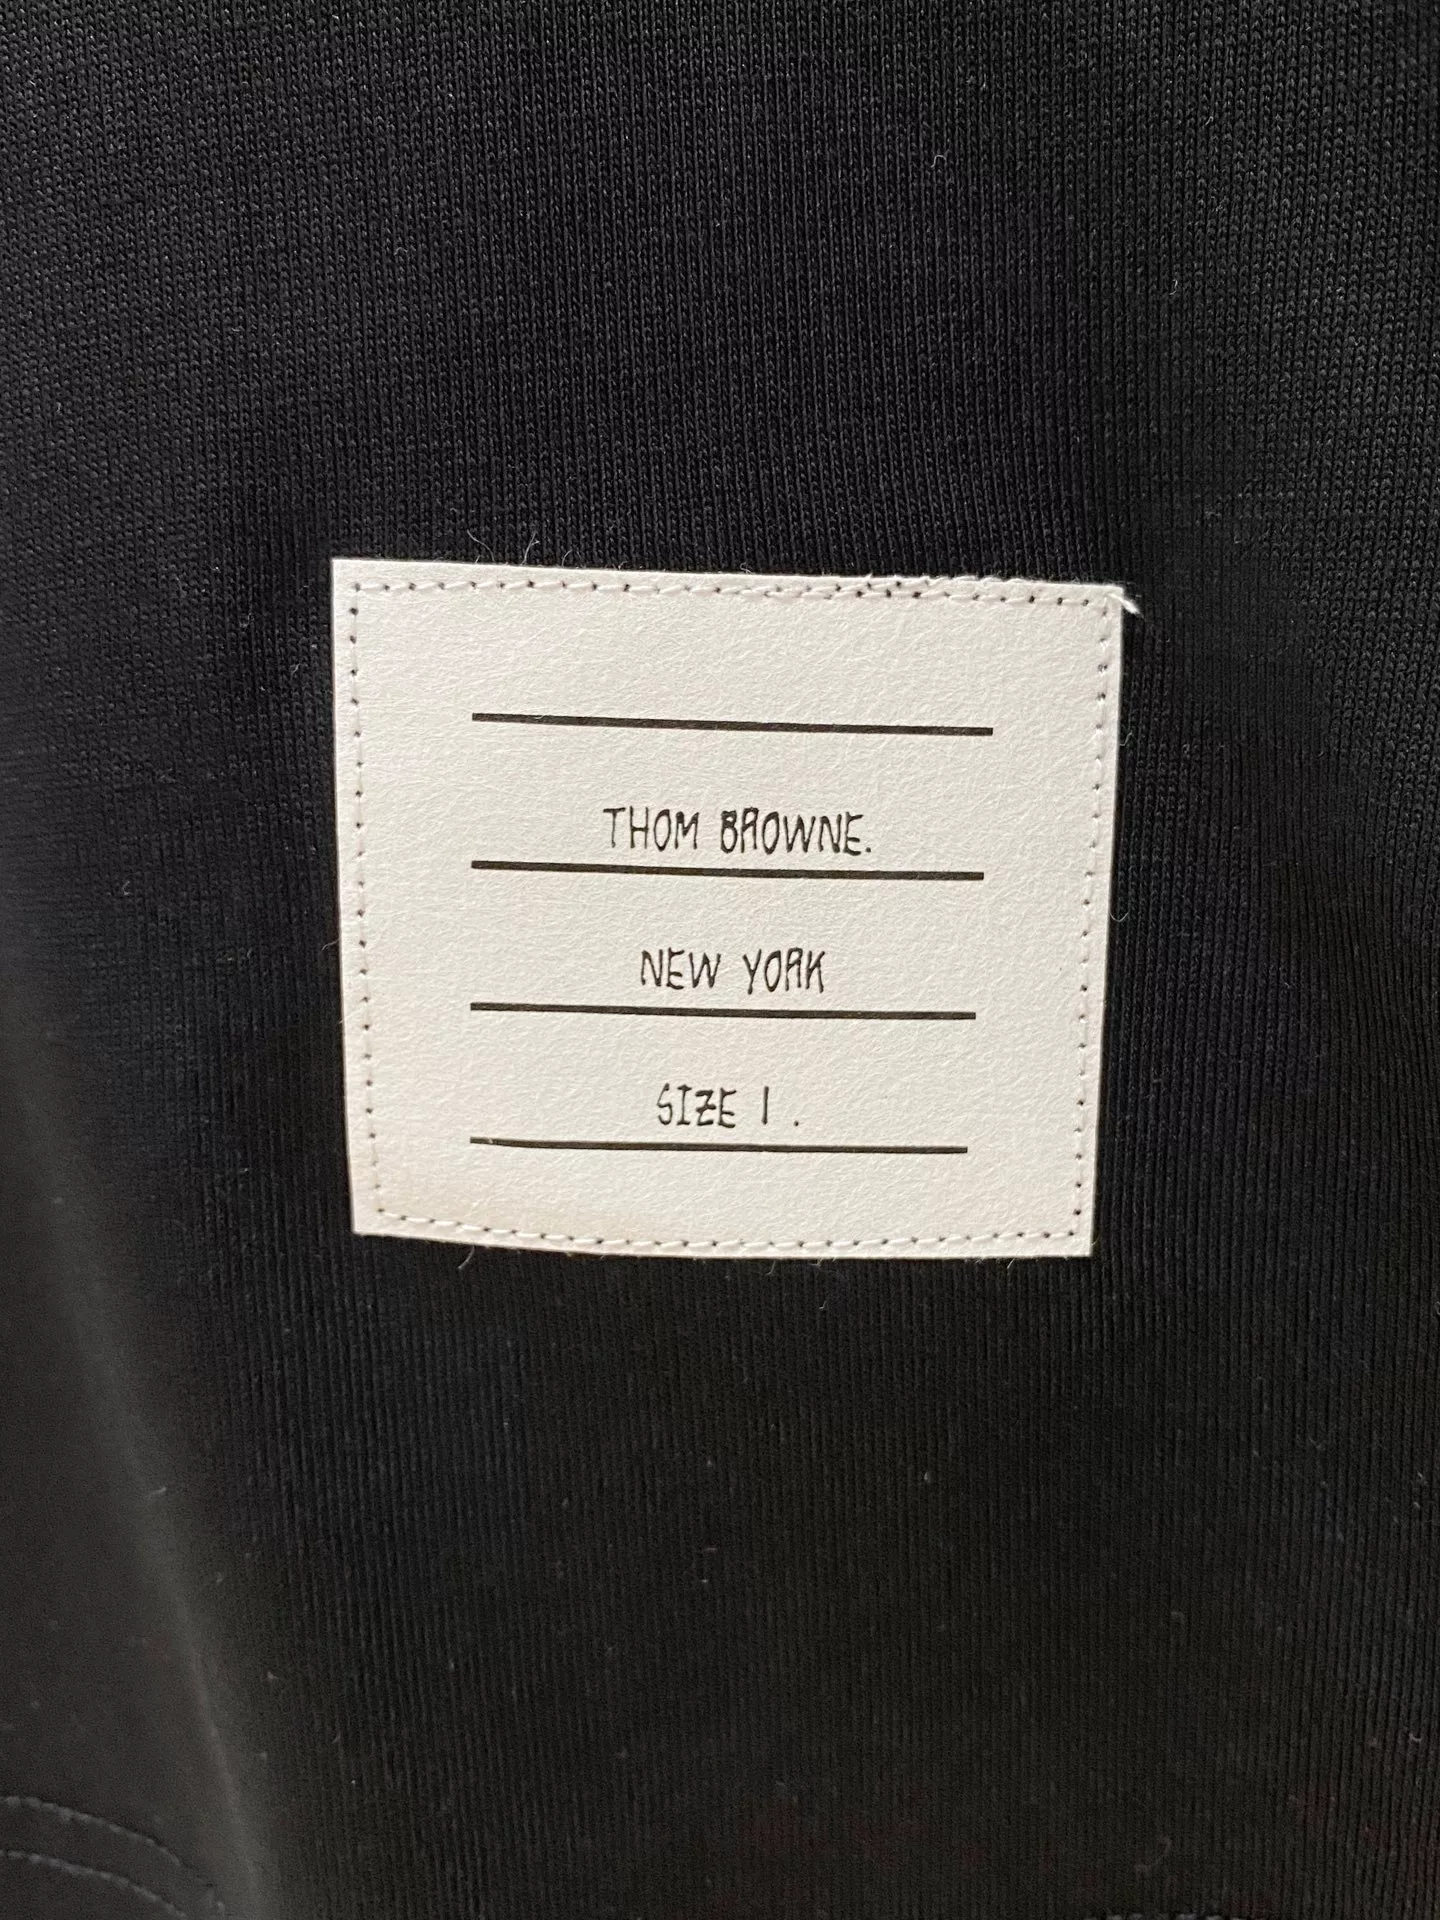 THOM BROWNE.
NEW YORK
SIZE 1.